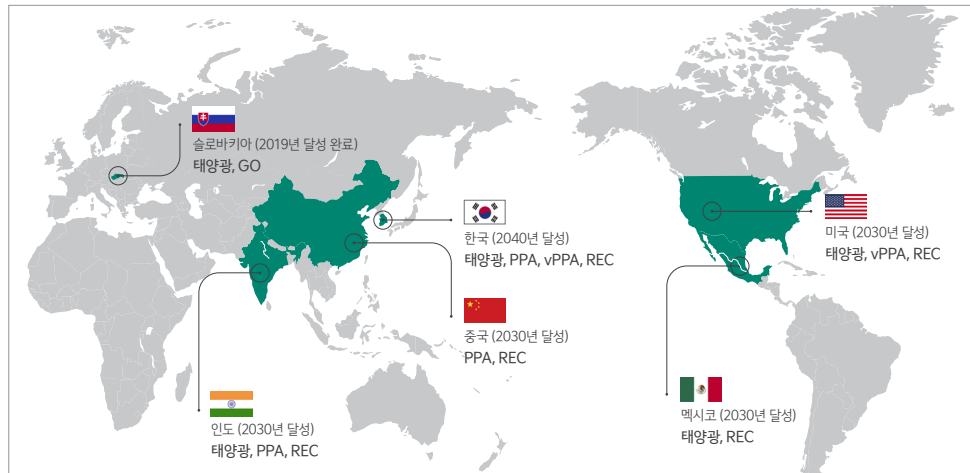 슬로바키아 (2019년 달성 완료)
태양광, GO
한국 (2040년 달성)
태양광, PPA, vPPA, REC
미국 (2030년 달성)
태양광, vPPA, REC
중국 (2030년 달성)
PPA, REC
인도 (2030년 달성)
태양광, PPA, REC
멕시코 (2030년 달성)
태양광, REC